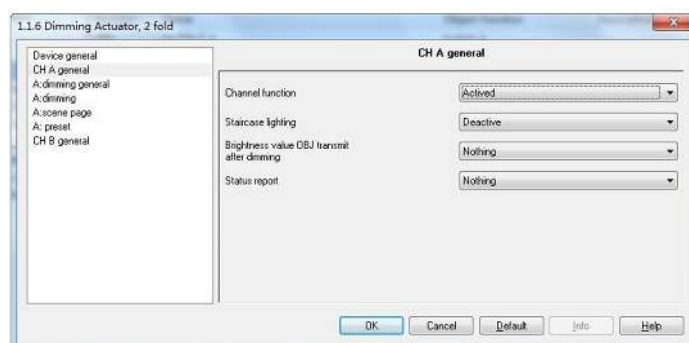 1.1.6 Dimming Actuator, 2 fold
Device general
CH A general
A:dimming general
A:dimming
A:scene page
A: preset
CH B general
CH A general
Channel function
Actived
Staircase lighting
Deactive
Brightness value OBJ transmit
after dimming
Nothing
Status report
Nothing
OK
Cancel
Default
Info
Help